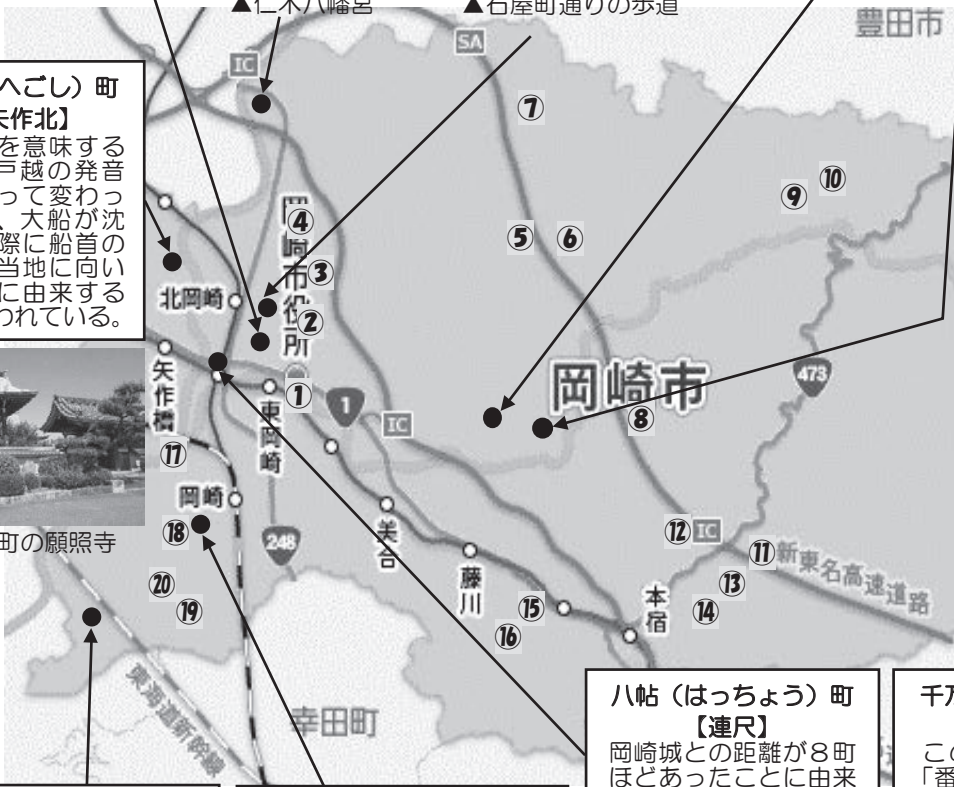 ▲仁木八幡宮
▲石屋町通りの歩道
豊田市
SA
IC
（へごし）町
矢作北】
を意味する
戸越の発音
って変わっ
、大船が沈
際に船首の
当地に向い
に由来する
われている。
⑦
⑩
⑨
④
⑤
⑥
岡崎市役所
③
北岡崎
②
岡崎市
473
矢作橋
東岡崎
①
1
IC
⑧
⑰
岡崎
⑱
248
美合
⑫
IC
⑪
新東名高速道路
町の願照寺
⑳
⑲
藤川
⑮
⑯
本宿
⑬
⑭
東海道新幹線
幸田町
八帖（はっちょう）町
【連尺】
岡崎城との距離が８町
ほどあったことに由来
千万
この
「番